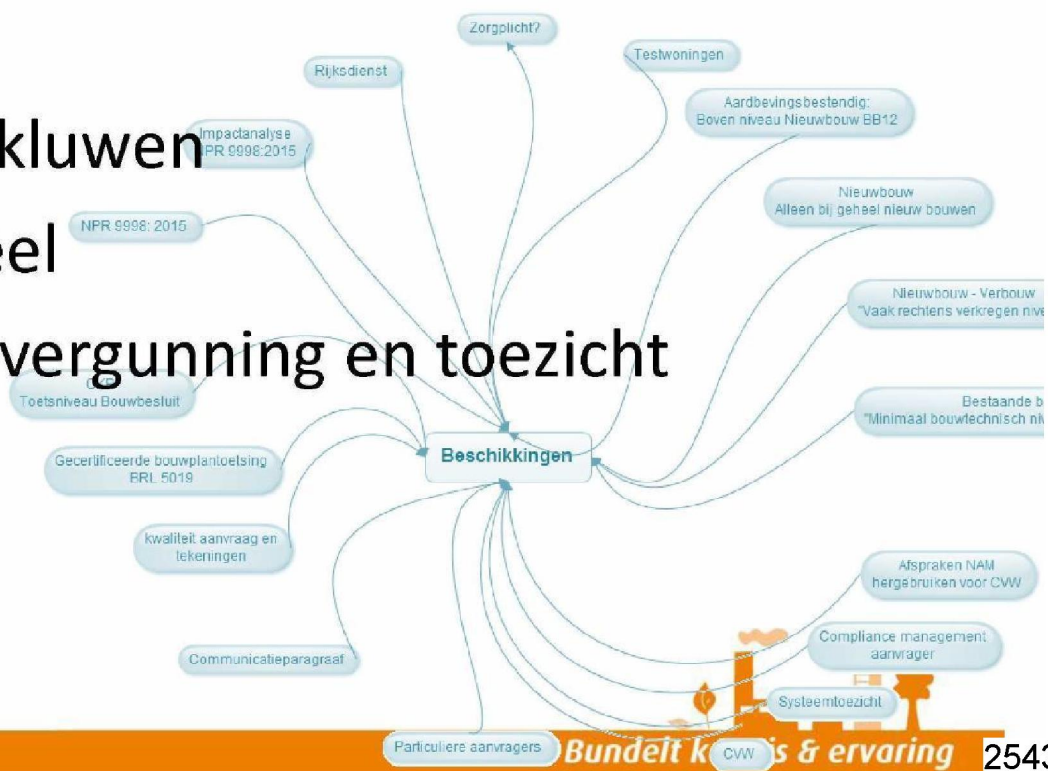 Zorgplicht?
Testwoningen
Rijksdienst
Aardbevingsbestendig:
Boven niveau Nieuwbouw BB12
kluwen
Impactanalyse
NPR 9998:2015
Nieuwbouw
Alleen bij geheel nieuw bouwen
NPR 9998: 2015
eel
Nieuwbouw - Verbouw
"Vaak rechtens verkregen nive
vergunning en toezicht
Toetsniveau Bouwbesluit
Bestaande b
"Minimaal bouwtechnisch niv
Beschikkingen
Gecertificeerde bouwplantoetsing
BRL 5019
kwaliteit aanvraag en
tekeningen
Afspraken NAM
hergebruiken voor CVW
Compliance management
aanvrager
Communicatieparagraaf
Systeemtoezicht
Particuliere aanvragers
CVW
Bundelt k is & ervaring
2543